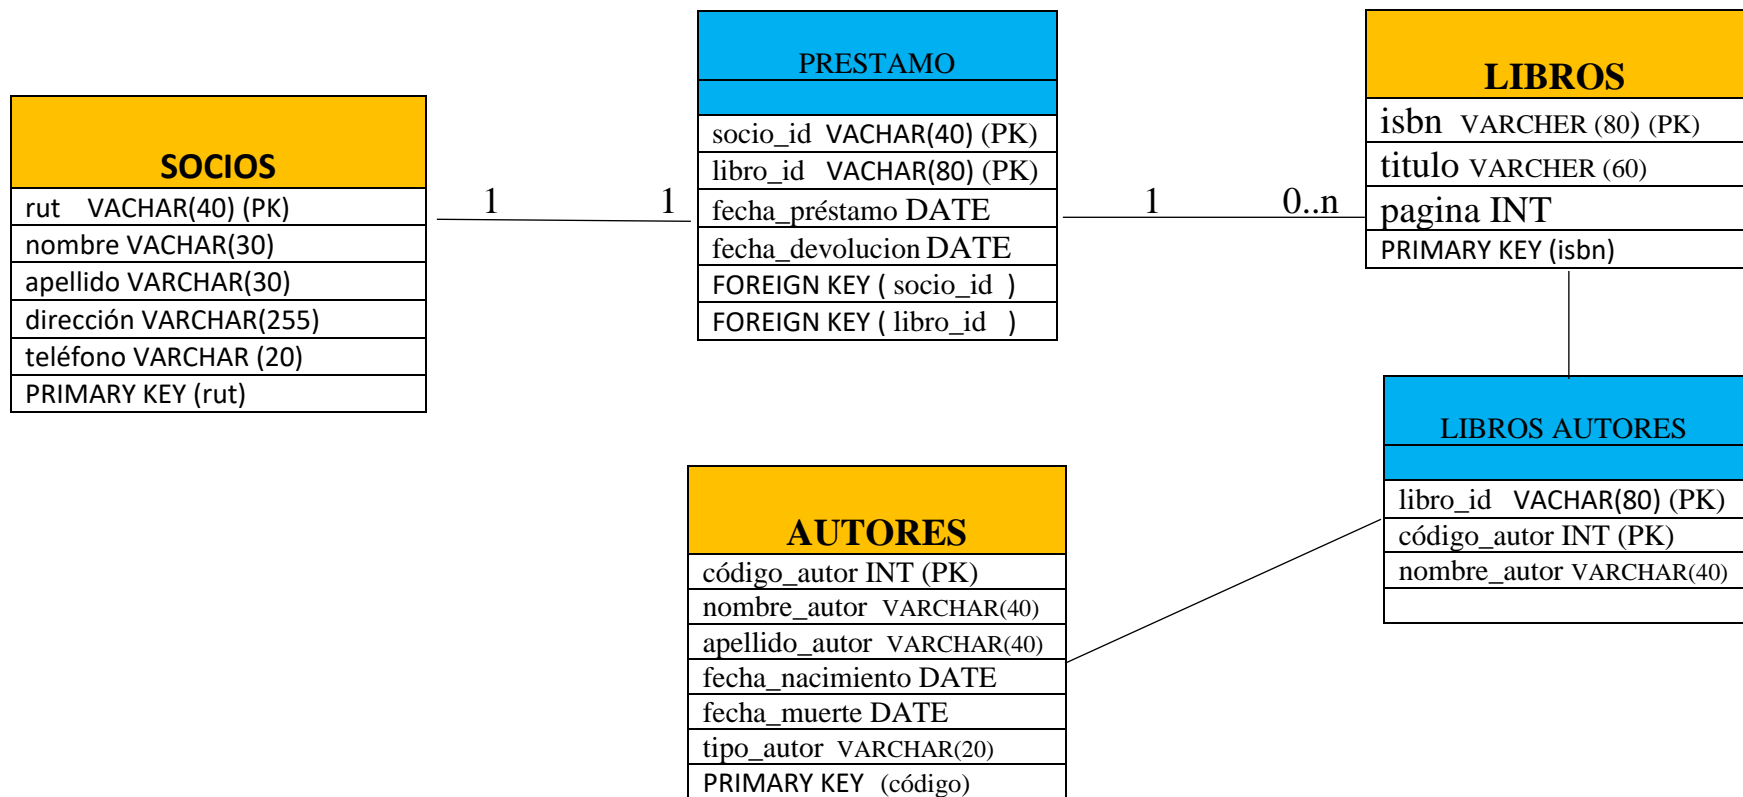 SOCIOS
rut VACHAR(40) (PK)
nombre VACHAR(30)
apellido VARCHAR(30)
dirección VARCHAR(255)
teléfono VARCHAR (20)
PRIMARY KEY (rut)
1 1
PRESTAMO
socio_id VACHAR(40) (PK)
libro_id VACHAR(80) (PK)
fecha_préstamo DATE
fecha_devolucion DATE
FOREIGN KEY ( socio_id )
FOREIGN KEY ( libro_id )
1 0..n
LIBROS
isbn VARCHER (80) (PK)
titulo VARCHER (60)
pagina INT
PRIMARY KEY (isbn)
LIBROS AUTORES
libro_id VACHAR(80) (PK)
código_autor INT (PK)
nombre_autor VARCHAR(40)
AUTORES
código_autor INT (PK)
nombre_autor VARCHAR(40)
apellido_autor VARCHAR(40)
fecha_nacimiento DATE
fecha_muerte DATE
tipo_autor VARCHAR(20)
PRIMARY KEY (código)